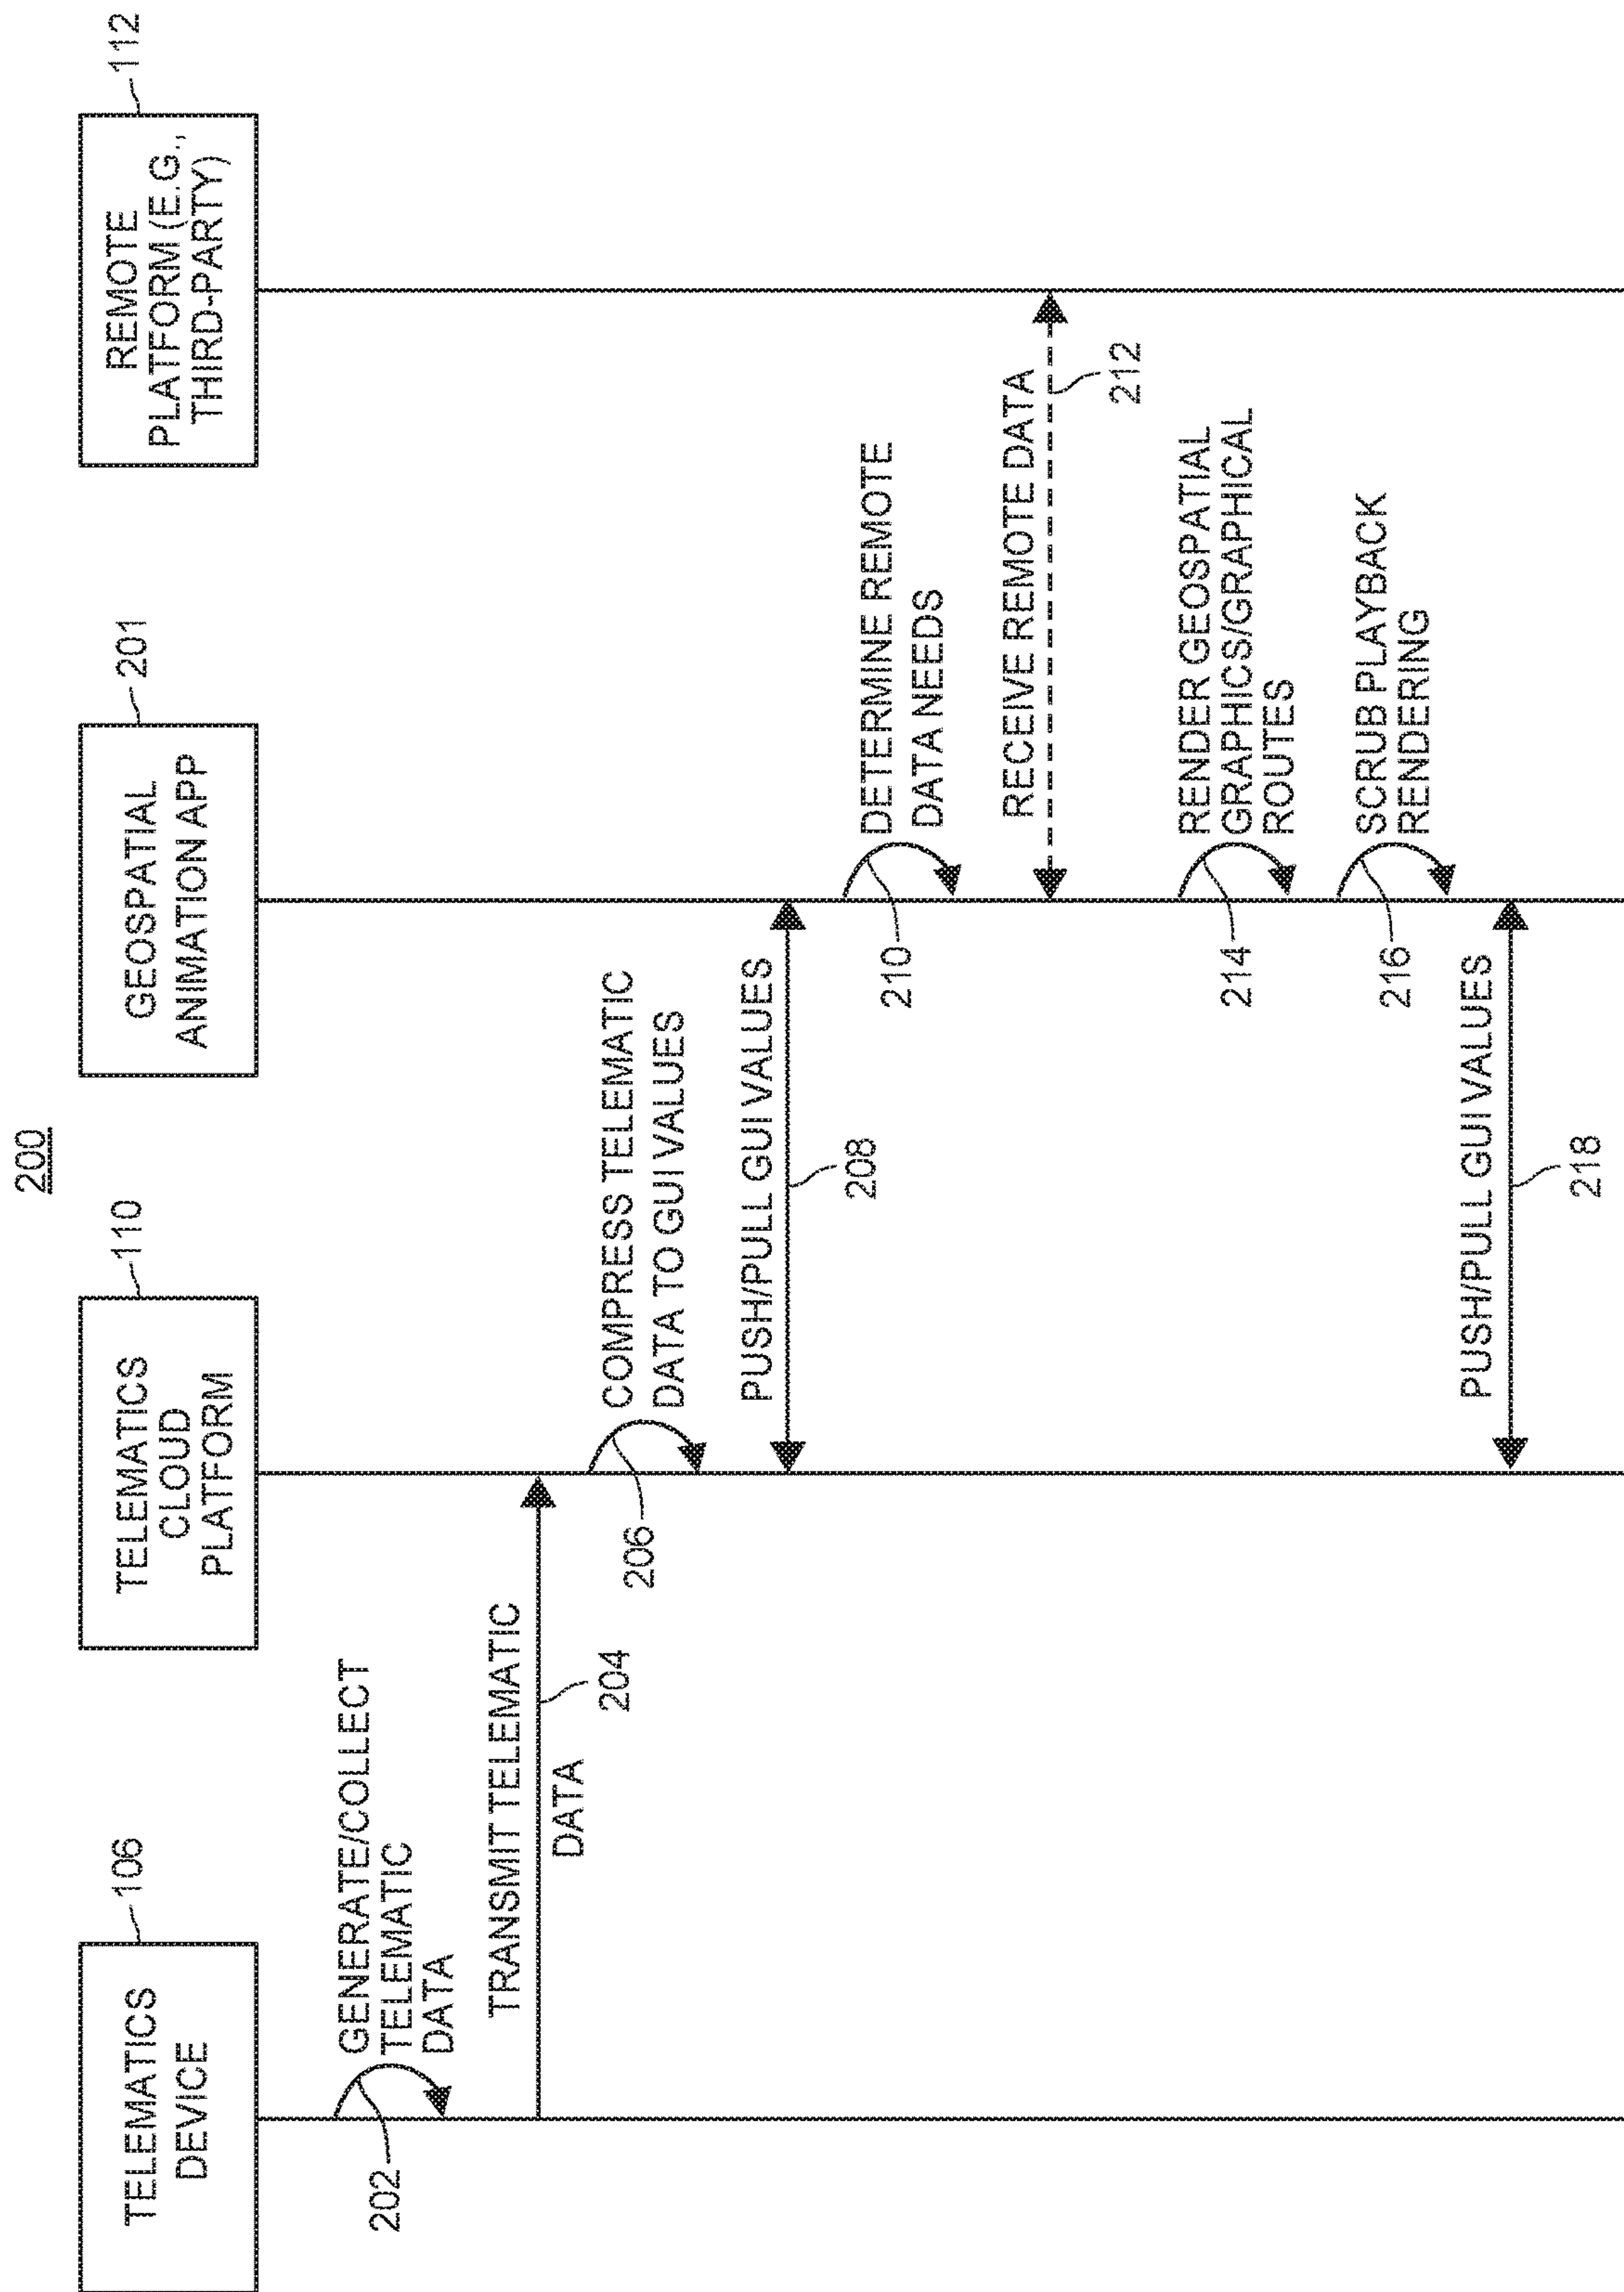 200
TELEMATICS
DEVICE
106
TELEMATICS
CLOUD
PLATFORM
110
GEOSPATIAL
ANIMATION APP
201
REMOTE
PLATFORM (E.G.,
THIRD-PARTY)
112
202
GENERATE/COLLECT
TELEMATIC
DATA
TRANSMIT TELEMATIC
DATA
204
206
COMPRESS TELEMATIC
DATA TO GUI VALUES
PUSH/PULL GUI VALUES
208
210
DETERMINE REMOTE
DATA NEEDS
RECEIVE REMOTE DATA
212
214
RENDER GEOSPATIAL
GRAPHICS/GRAPHICAL
ROUTES
216
SCRUB PLAYBACK
RENDERING
PUSH/PULL GUI VALUES
218